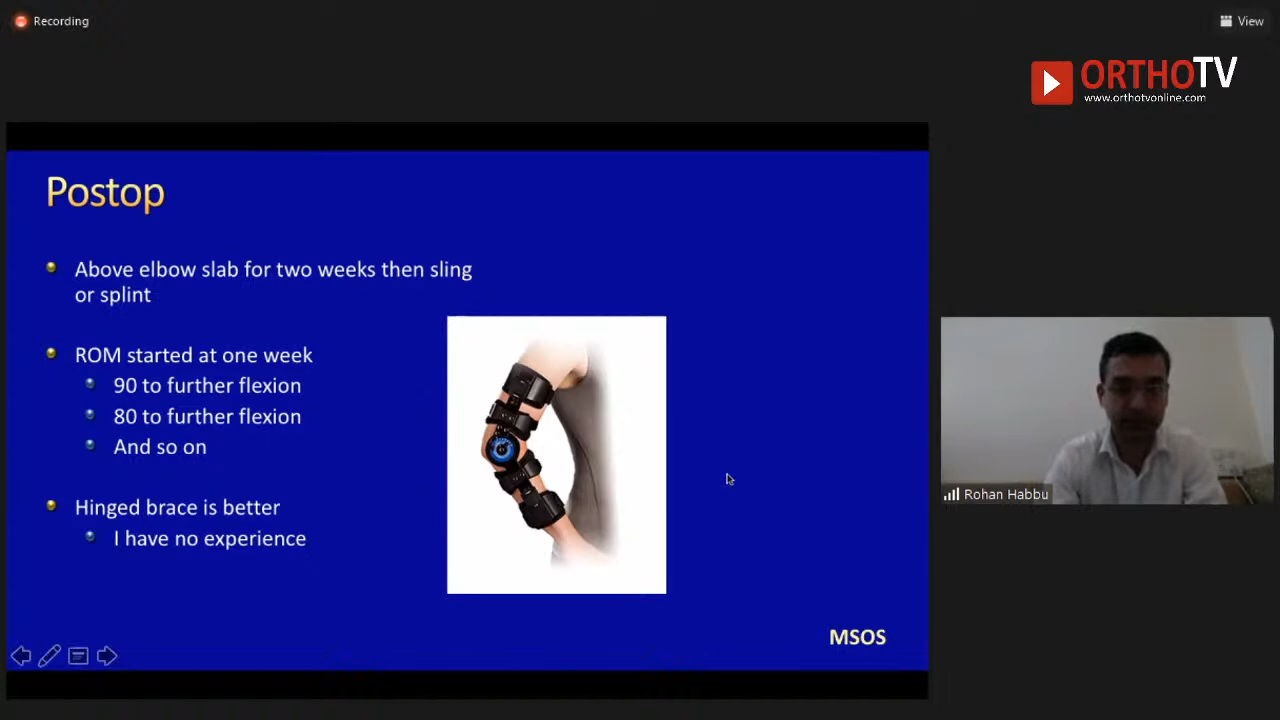 Recording
View
ORTHOTV
www.orthotvonline.com
Postop
Above elbow slab for two weeks then sling
or splint
ROM started at one week
90 to further flexion
80 to further flexion
And so on
Hinged brace is better
I have no experience
Rohan Habbu
MSOS